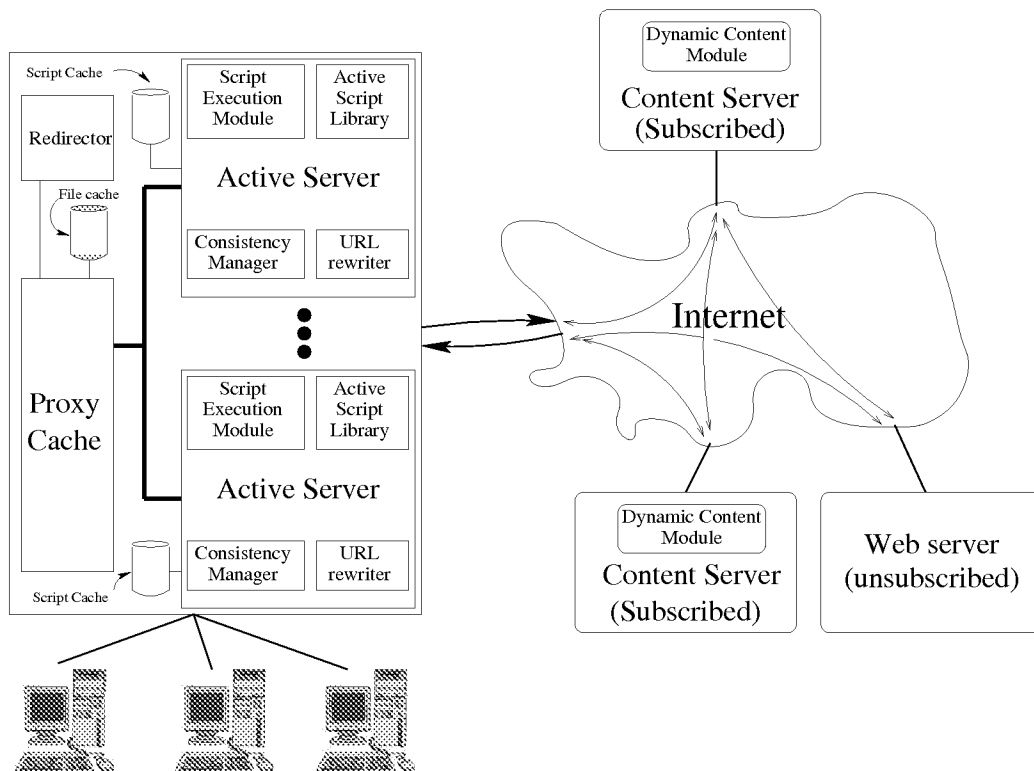 Script Cache
Redirector
File cache
Proxy
Cache
Script
Execution
Module
Active
Script
Library
Active Server
Consistency
Manager
URL
rewriter
Script
Execution
Module
Active
Script
Library
Active Server
Consistency
Manager
URL
rewriter
Script Cache
Dynamic Content
Module
Content Server
(Subscribed)
Internet
Dynamic Content
Module
Content Server
(Subscribed)
Web server
(unsubscribed)